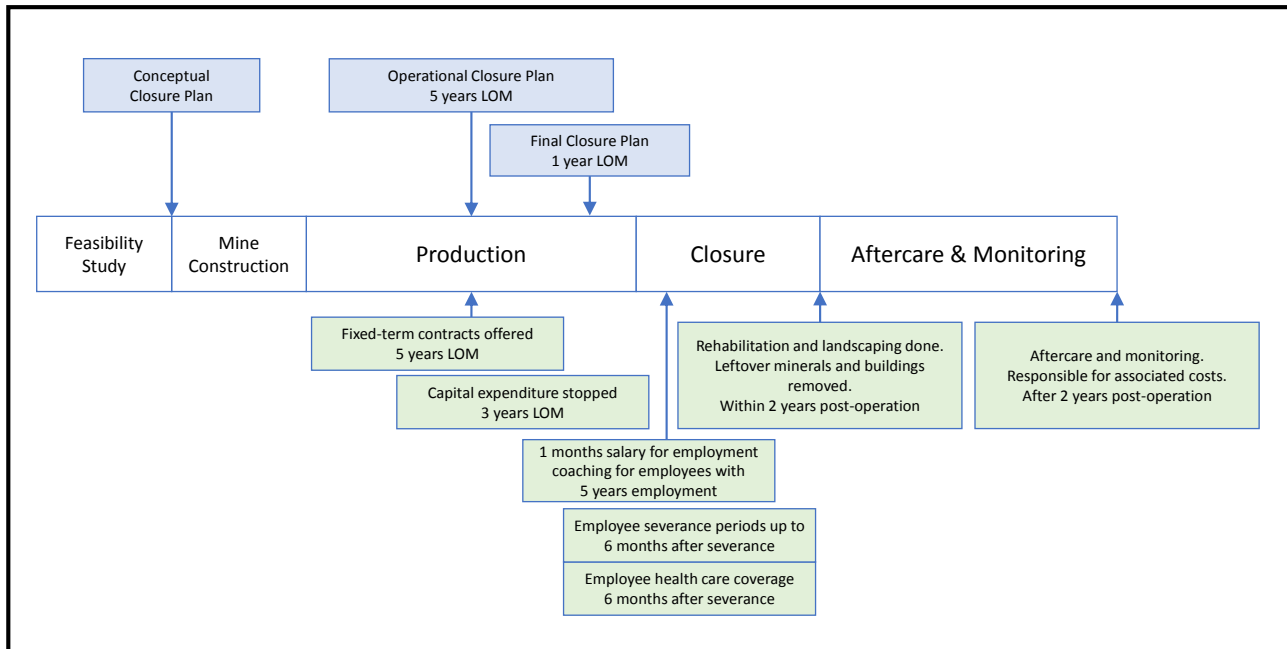 Conceptual
Closure Plan
Operational Closure Plan
5 years LOM
Final Closure Plan
1 year LOM
Feasibility
Study
Mine
Construction
Production
Closure
Aftercare & Monitoring
Fixed-term contracts offered
5 years LOM
Capital expenditure stopped
3 years LOM
1 months salary for employment
coaching for employees with
5 years employment
Employee severance periods up to
6 months after severance
Employee health care coverage
6 months after severance
Rehabilitation and landscaping done.
Leftover minerals and buildings
removed.
Within 2 years post-operation
Aftercare and monitoring.
Responsible for associated costs.
After 2 years post-operation